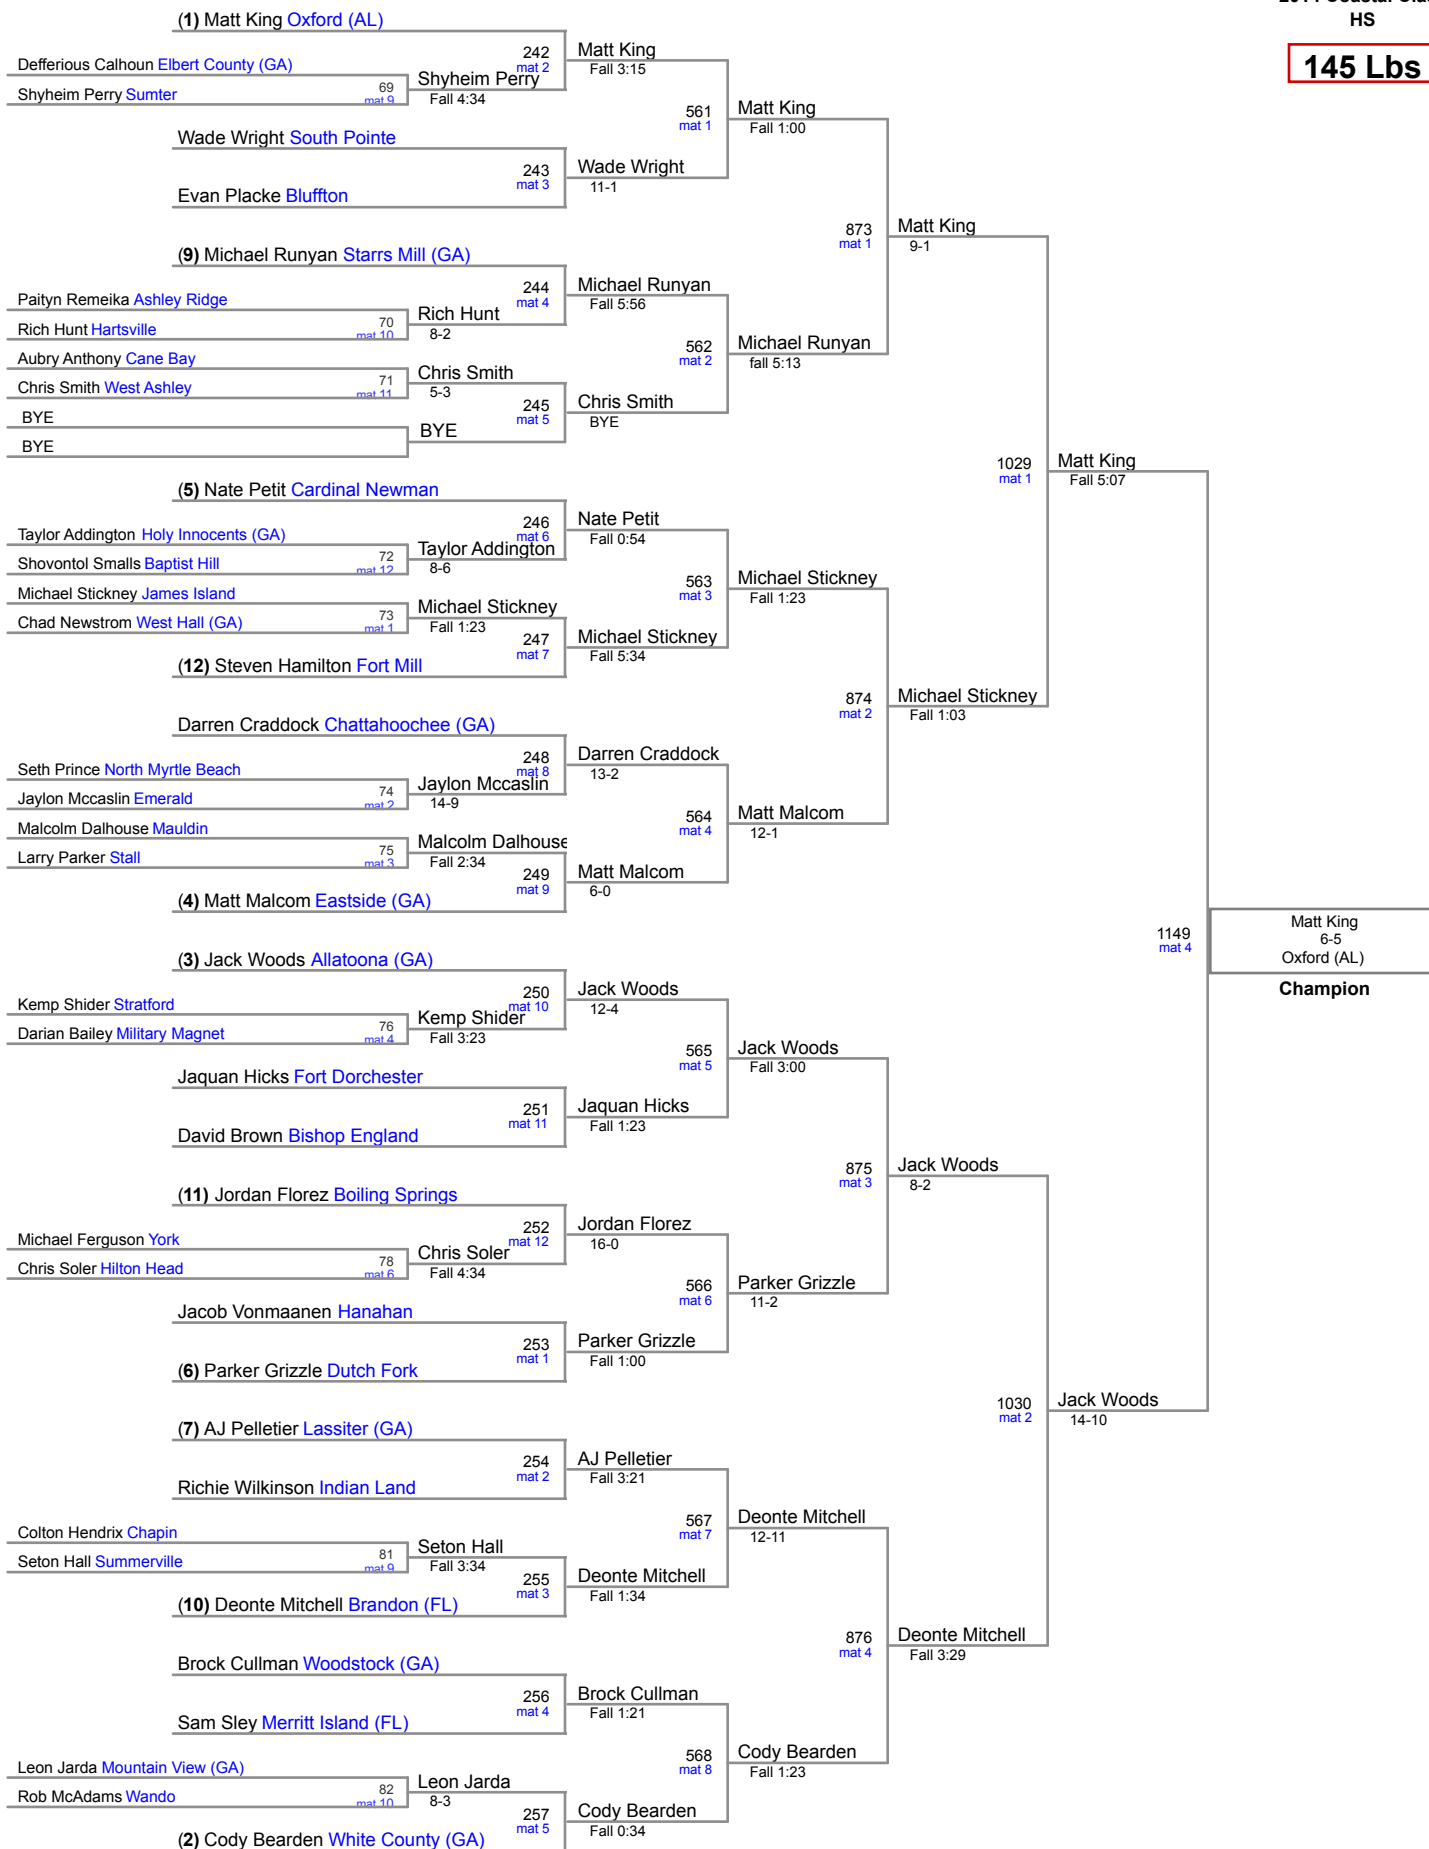 HS
145 Lbs
(1) Matt King Oxford (AL)
242
mat 2
Matt King
Fall 3:15
Defferious Calhoun Elbert County (GA)
Shyheim Perry Sumter
69
mat 9
Shyheim Perry
Fall 4:34
561
mat 1
Matt King
Fall 1:00
Wade Wright South Pointe
243
mat 3
Wade Wright
11-1
Evan Placke Bluffton
873
mat 1
Matt King
9-1
(9) Michael Runyan Starrs Mill (GA)
244
mat 4
Michael Runyan
Fall 5:56
Paityn Remeika Ashley Ridge
Rich Hunt Hartsville
70
mat 10
Rich Hunt
8-2
562
mat 2
Michael Runyan
fall 5:13
Aubry Anthony Cane Bay
Chris Smith West Ashley
71
mat 11
Chris Smith
5-3
245
mat 5
Chris Smith
BYE
BYE
BYE
BYE
1029
mat 1
Matt King
Fall 5:07
(5) Nate Petit Cardinal Newman
246
mat 6
Nate Petit
Fall 0:54
Taylor Addington Holy Innocents (GA)
Shovontol Smalls Baptist Hill
72
mat 12
Taylor Addington
8-6
563
mat 3
Michael Stickney
Fall 1:23
Michael Stickney James Island
Chad Newstrom West Hall (GA)
73
mat 1
Michael Stickney
Fall 1:23
247
mat 7
Michael Stickney
Fall 5:34
(12) Steven Hamilton Fort Mill
874
mat 2
Michael Stickney
Fall 1:03
Darren Craddock Chattahoochee (GA)
248
mat 8
Darren Craddock
13-2
Seth Prince North Myrtle Beach
Jaylon Mccaslin Emerald
74
mat 2
Jaylon Mccaslin
14-9
564
mat 4
Matt Malcom
12-1
Malcolm Dalhouse Mauldin
Larry Parker Stall
75
mat 3
Malcolm Dalhouse
Fall 2:34
249
mat 9
Matt Malcom
6-0
(4) Matt Malcom Eastside (GA)
1149
mat 4
Matt King
6-5
Oxford (AL)
Champion
(3) Jack Woods Allatoona (GA)
250
mat 10
Jack Woods
12-4
Kemp Shider Stratford
Darian Bailey Military Magnet
76
mat 4
Kemp Shider
Fall 3:23
565
mat 5
Jack Woods
Fall 3:00
Jaquan Hicks Fort Dorchester
251
mat 11
Jaquan Hicks
Fall 1:23
David Brown Bishop England
875
mat 3
Jack Woods
8-2
(11) Jordan Florez Boiling Springs
252
mat 12
Jordan Florez
16-0
Michael Ferguson York
Chris Soler Hilton Head
78
mat 6
Chris Soler
Fall 4:34
566
mat 6
Parker Grizzle
11-2
Jacob Vonmaanen Hanahan
253
mat 1
Parker Grizzle
Fall 1:00
(6) Parker Grizzle Dutch Fork
1030
mat 2
Jack Woods
14-10
(7) AJ Pelletier Lassiter (GA)
254
mat 2
AJ Pelletier
Fall 3:21
Richie Wilkinson Indian Land
567
mat 7
Deonte Mitchell
12-11
Colton Hendrix Chapin
Seton Hall Summerville
81
mat 9
Seton Hall
Fall 3:34
255
mat 3
Deonte Mitchell
Fall 1:34
(10) Deonte Mitchell Brandon (FL)
876
mat 4
Deonte Mitchell
Fall 3:29
Brock Cullman Woodstock (GA)
256
mat 4
Brock Cullman
Fall 1:21
Sam Sley Merritt Island (FL)
568
mat 8
Cody Bearden
Fall 1:23
Leon Jarda Mountain View (GA)
Rob McAdams Wando
82
mat 10
Leon Jarda
8-3
257
mat 5
Cody Bearden
Fall 0:34
(2) Cody Bearden White County (GA)